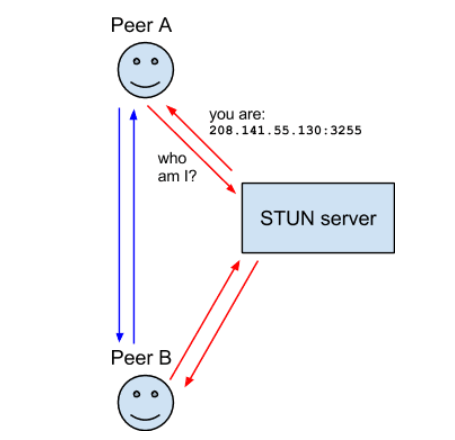 Peer A
you are:
208.141.55.130:3255
who
am I?
STUN server
Peer B